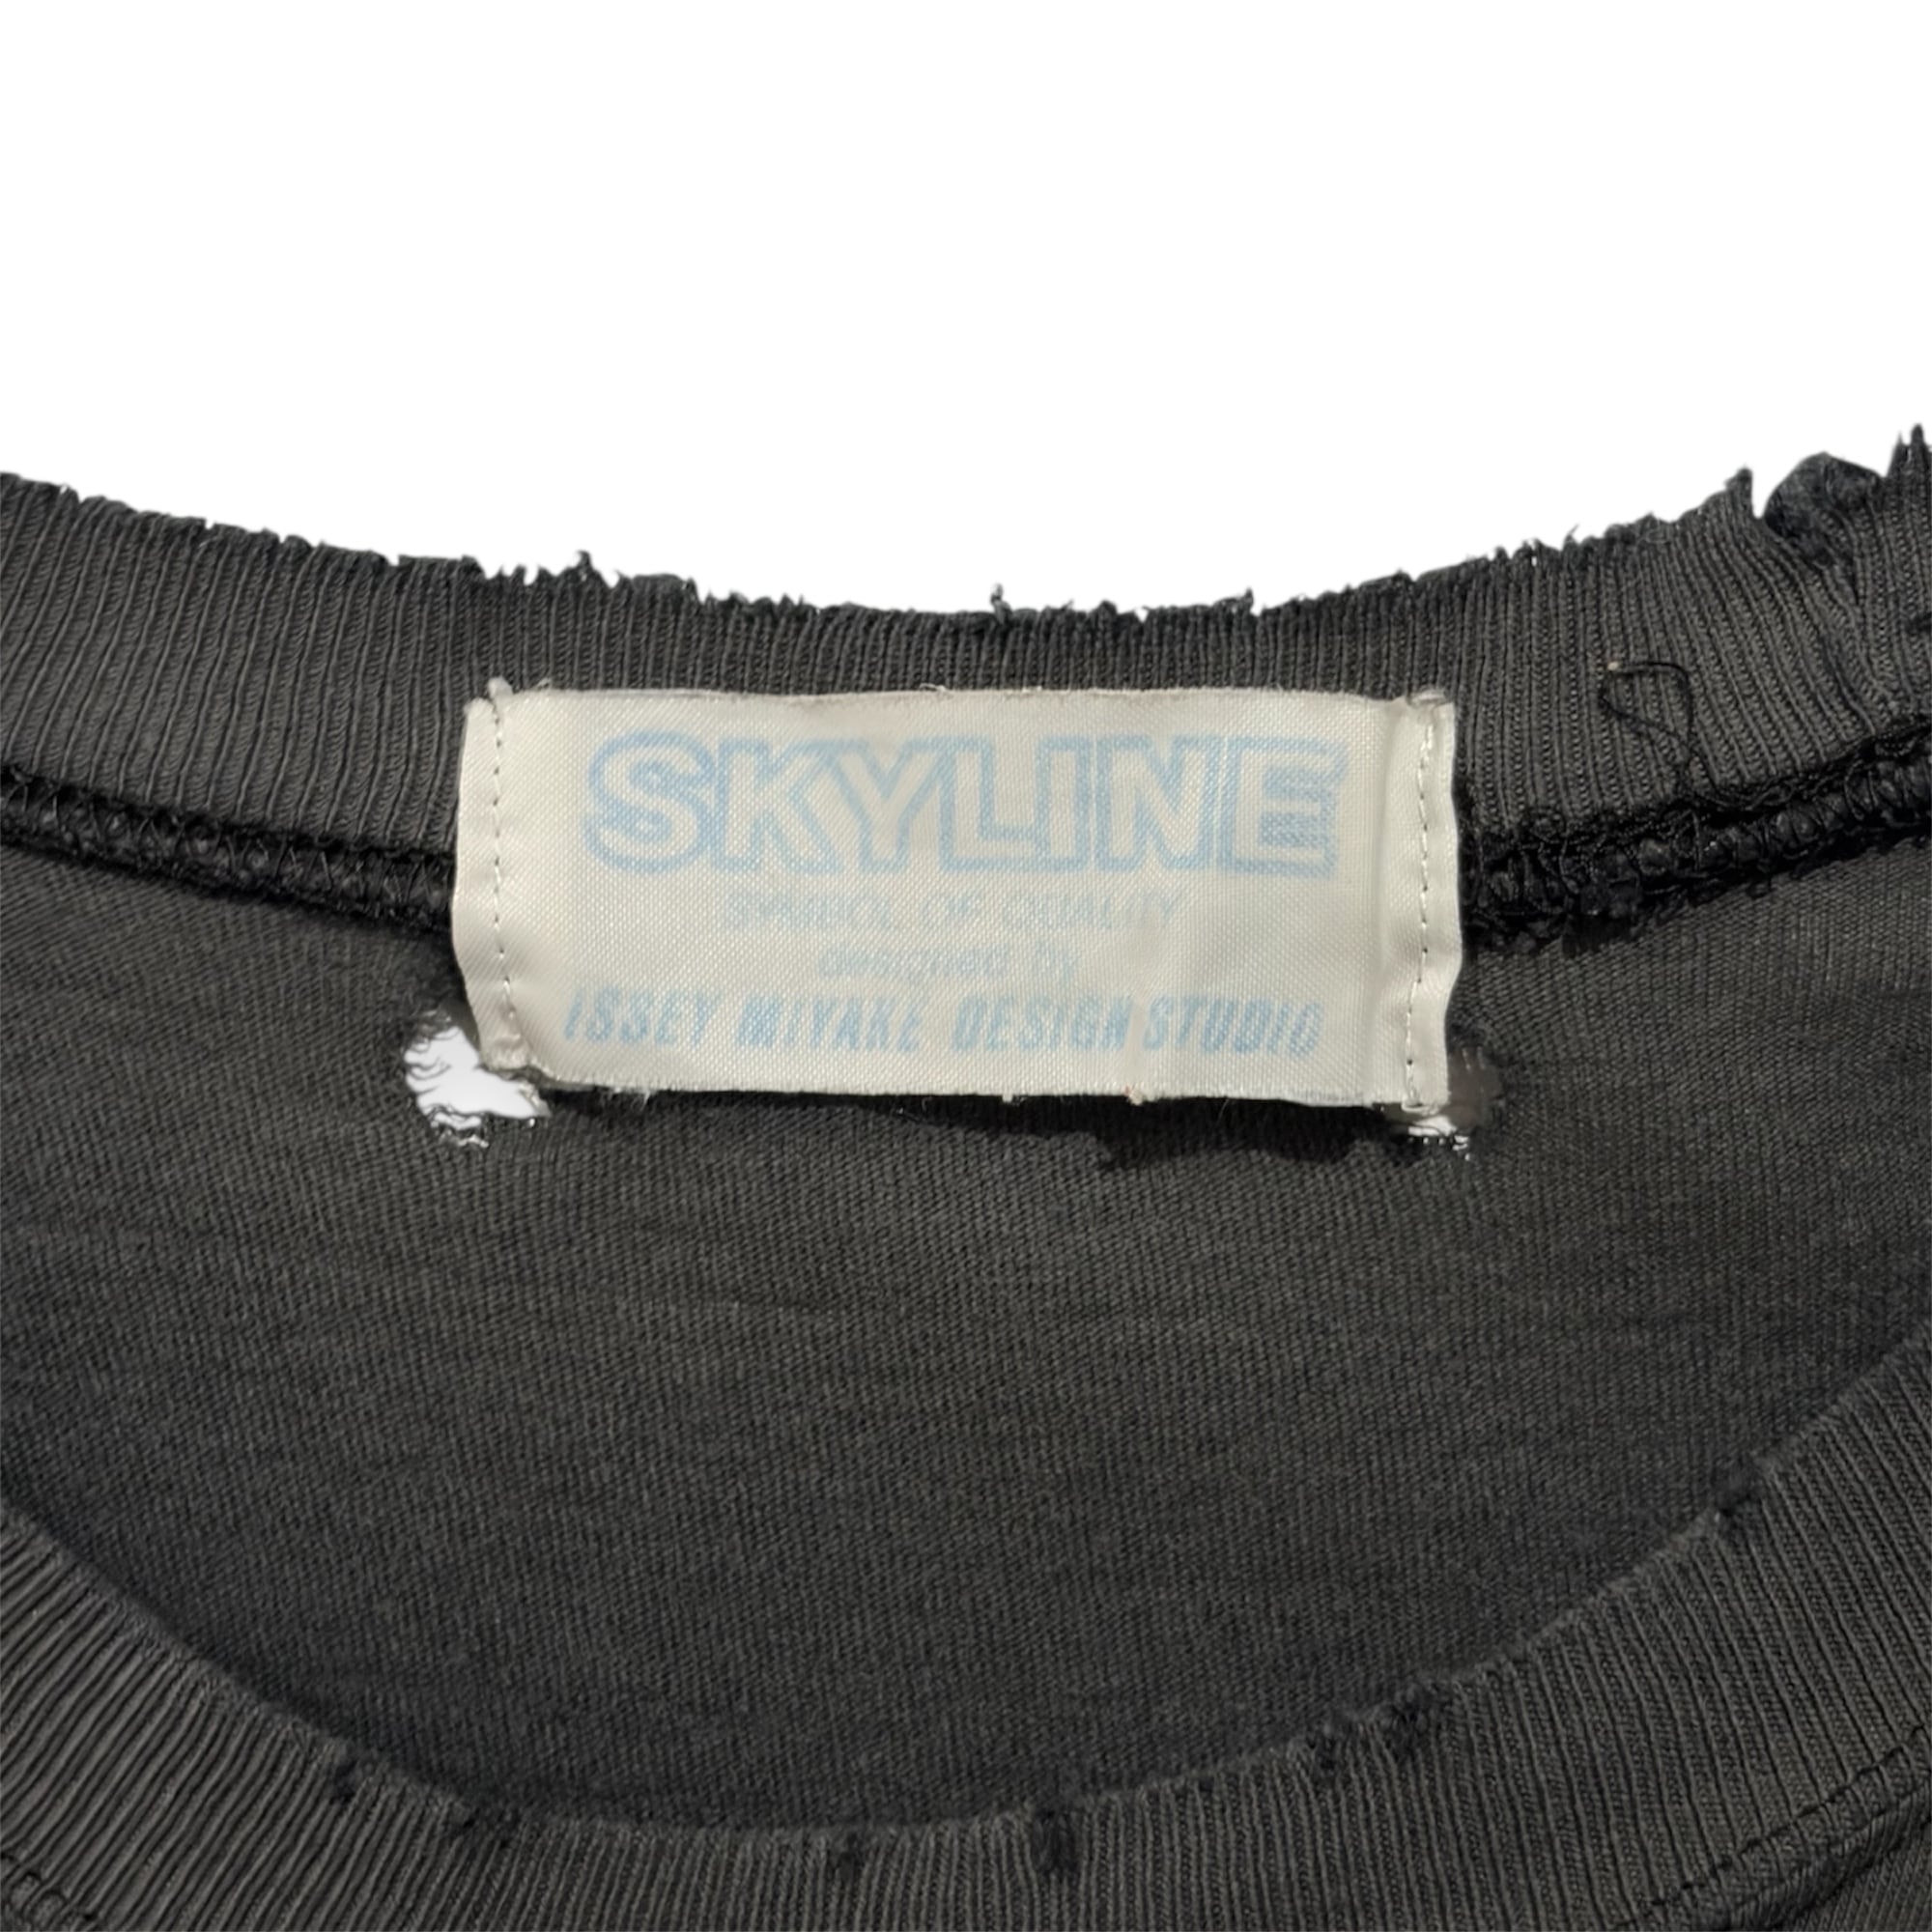 SKYLINE
SYMBOL OF QUALITY
designed by
ISSEY MIYAKE DESIGN STUDIO